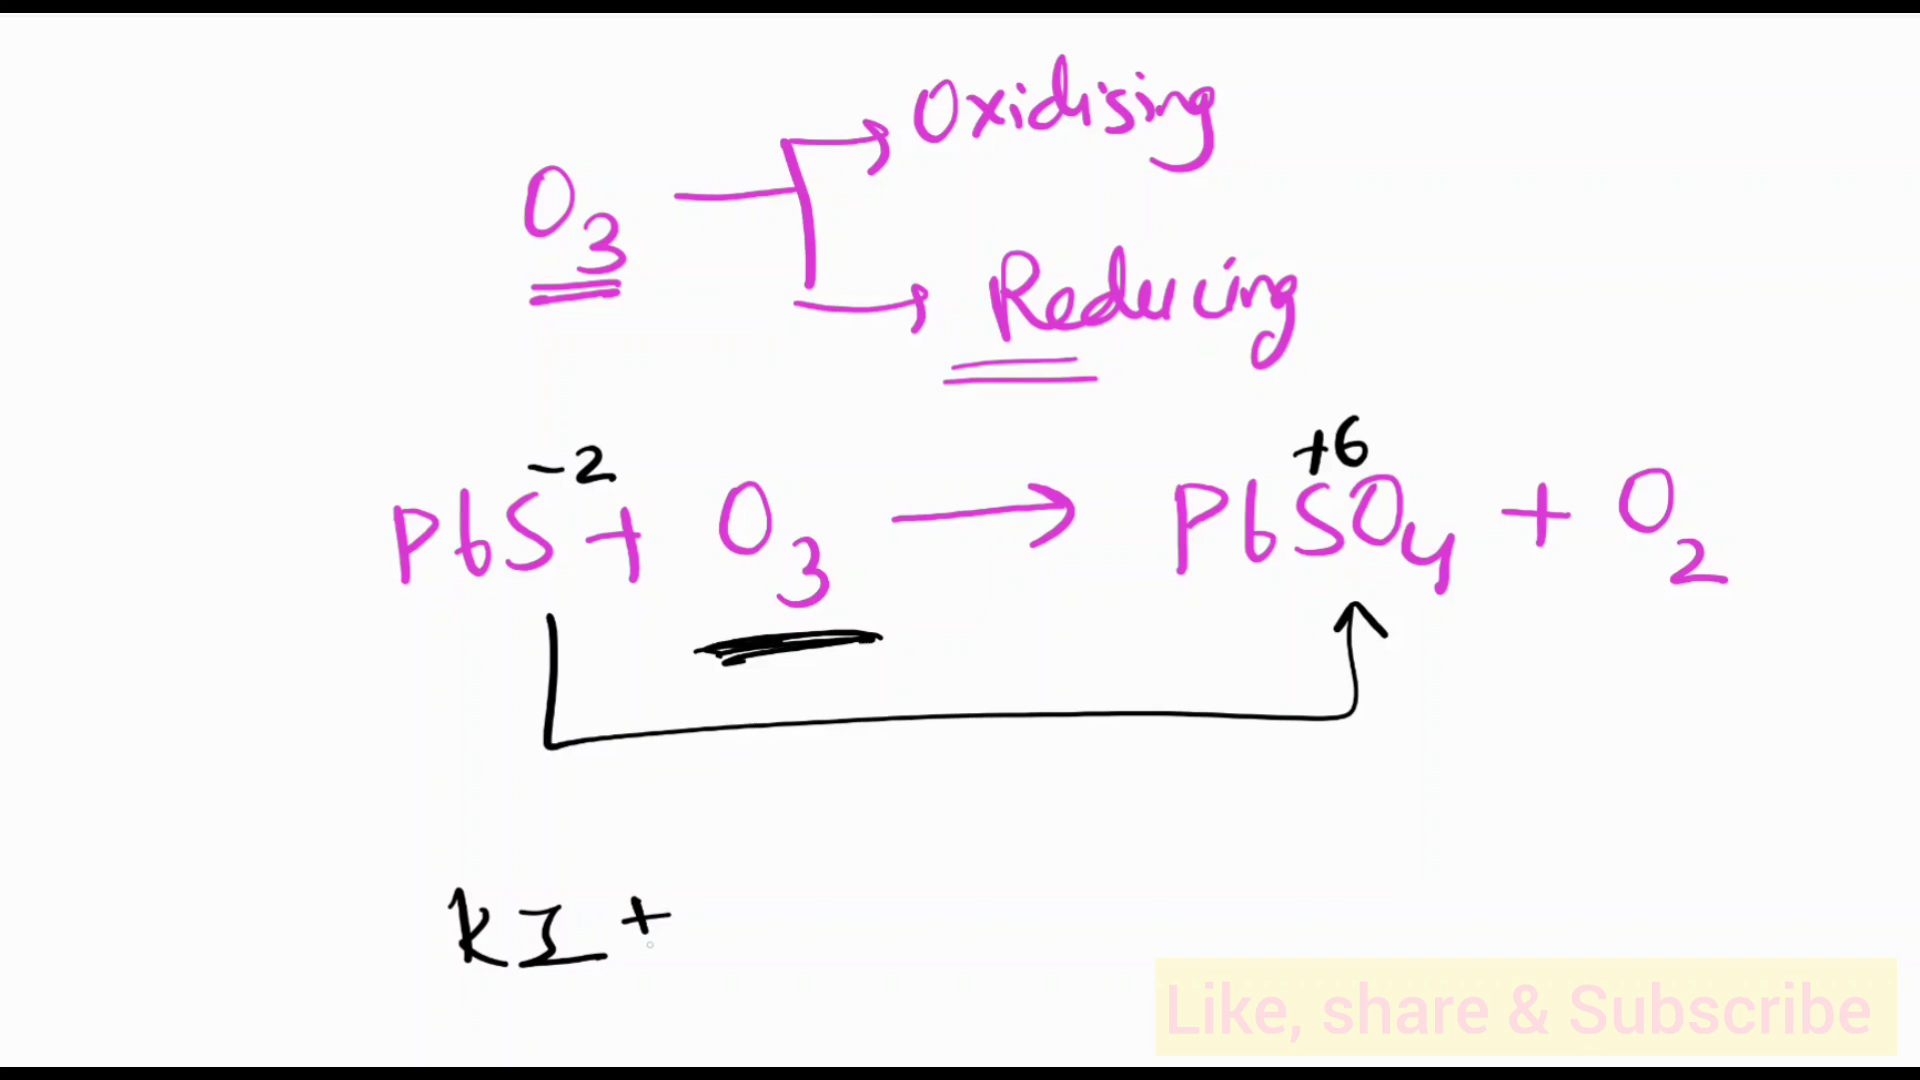 Oxidising
O₃
Reducing
-2 +6
PbS + O₃ → PbSO₄ + O₂
KI +
Like, share & Subscribe